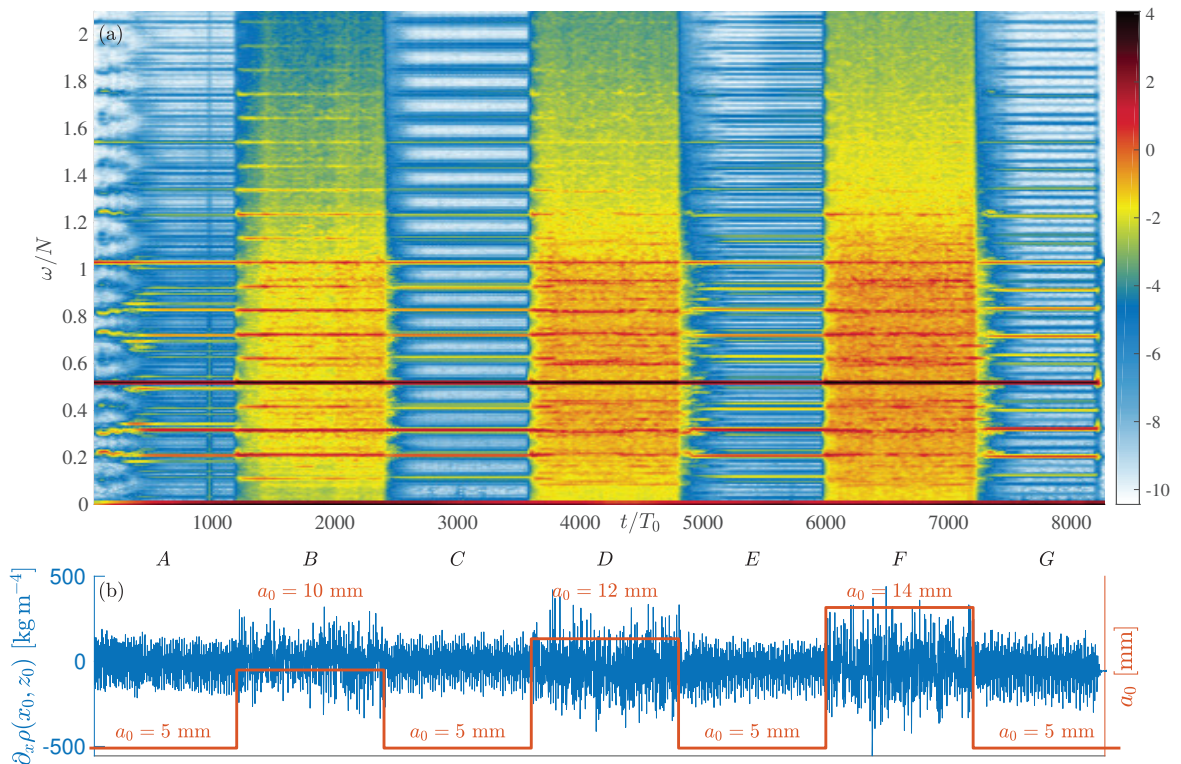 (a)
4
2
0
-2
-4
-6
-8
-10
2
1.8
1.6
1.4
1.2
1
0.8
0.6
0.4
0.2
0
ω/N
1000 2000 3000 4000 t/T₀ 5000 6000 7000 8000
A B C D E F G
(b)
500
0
-500
∂ₓρ(x₀, z₀) [kg m⁻⁴]
a₀ = 10 mm a₀ = 12 mm a₀ = 14 mm
a₀ = 5 mm a₀ = 5 mm a₀ = 5 mm a₀ = 5 mm
a₀ [mm]